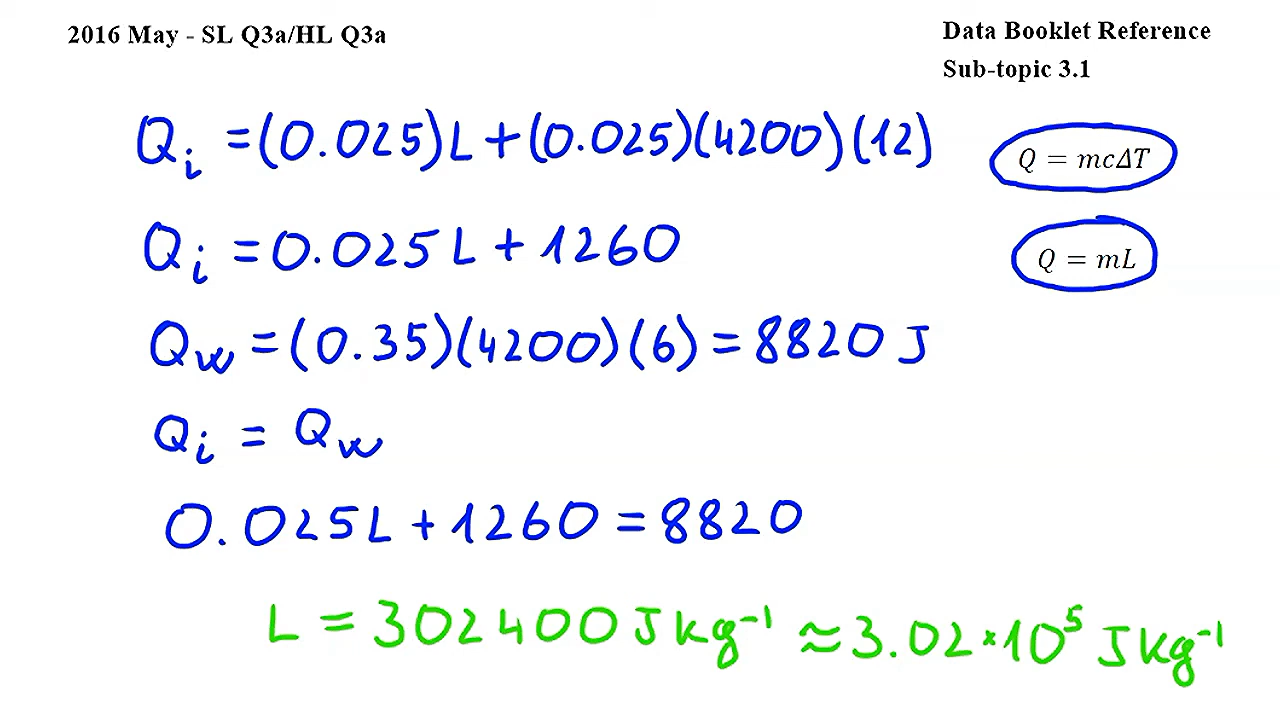 2016 May - SL Q3a/HL Q3a
Data Booklet Reference
Sub-topic 3.1
Qᵢ = (0.025)L + (0.025)(4200)(12)
Q = mcΔT
Qᵢ = 0.025L + 1260
Q = mL
Q_w = (0.35)(4200)(6) = 8820 J
Qᵢ = Q_w
0.025L + 1260 = 8820
L = 302400 J kg⁻¹ ≈ 3.02 × 10⁵ J kg⁻¹